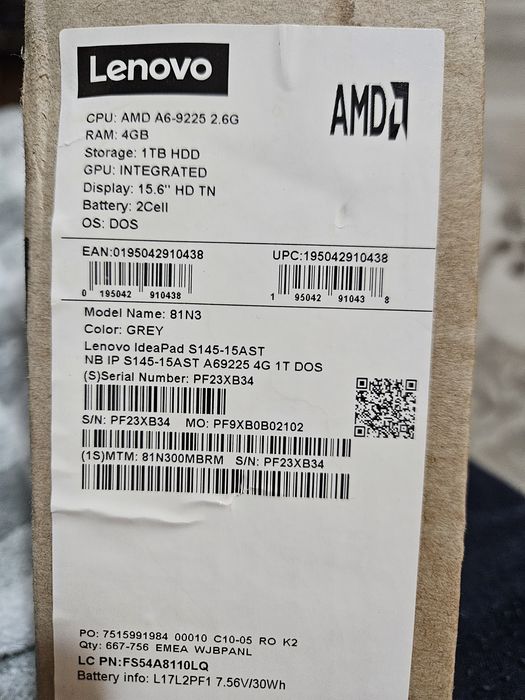 Lenovo
AMD
CPU: AMD A6-9225 2.6G
RAM: 4GB
Storage: 1TB HDD
GPU: INTEGRATED
Display: 15.6" HD TN
Battery: 2Cell
OS: DOS
EAN:0195042910438 UPC:195042910438
0 195042 910438 1 95042 91043 8
Model Name: 81N3
Color: GREY
Lenovo IdeaPad S145-15AST
NB IP S145-15AST A69225 4G 1T DOS
(S)Serial Number: PF23XB34
S/N: PF23XB34 MO: PF9XB0B02102
(1S)MTM: 81N300MBRM S/N: PF23XB34
PO: 7515991984 00010 C10-05 RO K2
Qty: 667-756 EMEA WJBPANL
LC PN:FS54A8110LQ
Battery info: L17L2PF1 7.56V/30Wh